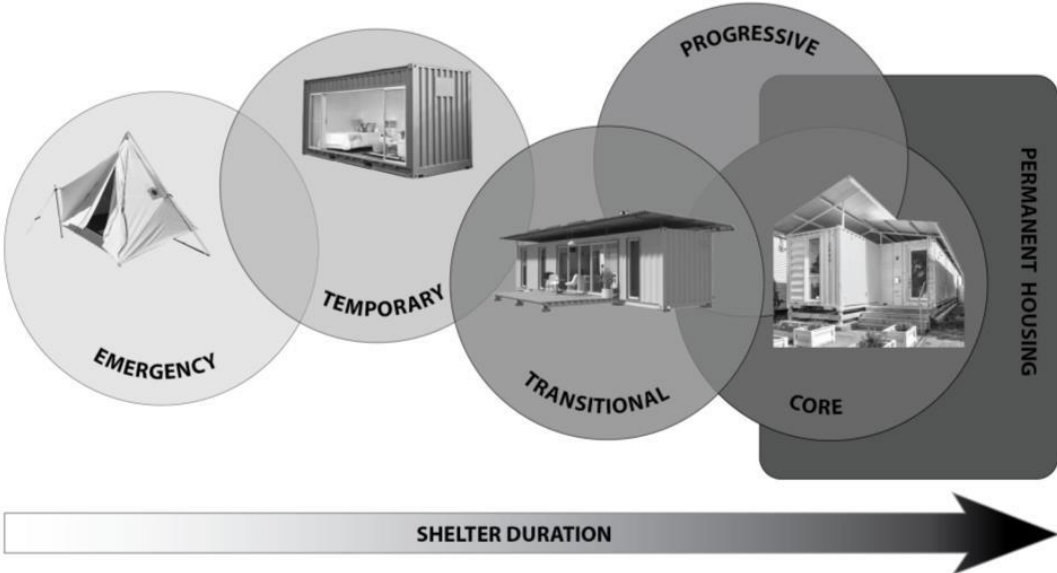 EMERGENCY
TEMPORARY
TRANSITIONAL
PROGRESSIVE
CORE
PERMANENT HOUSING
SHELTER DURATION